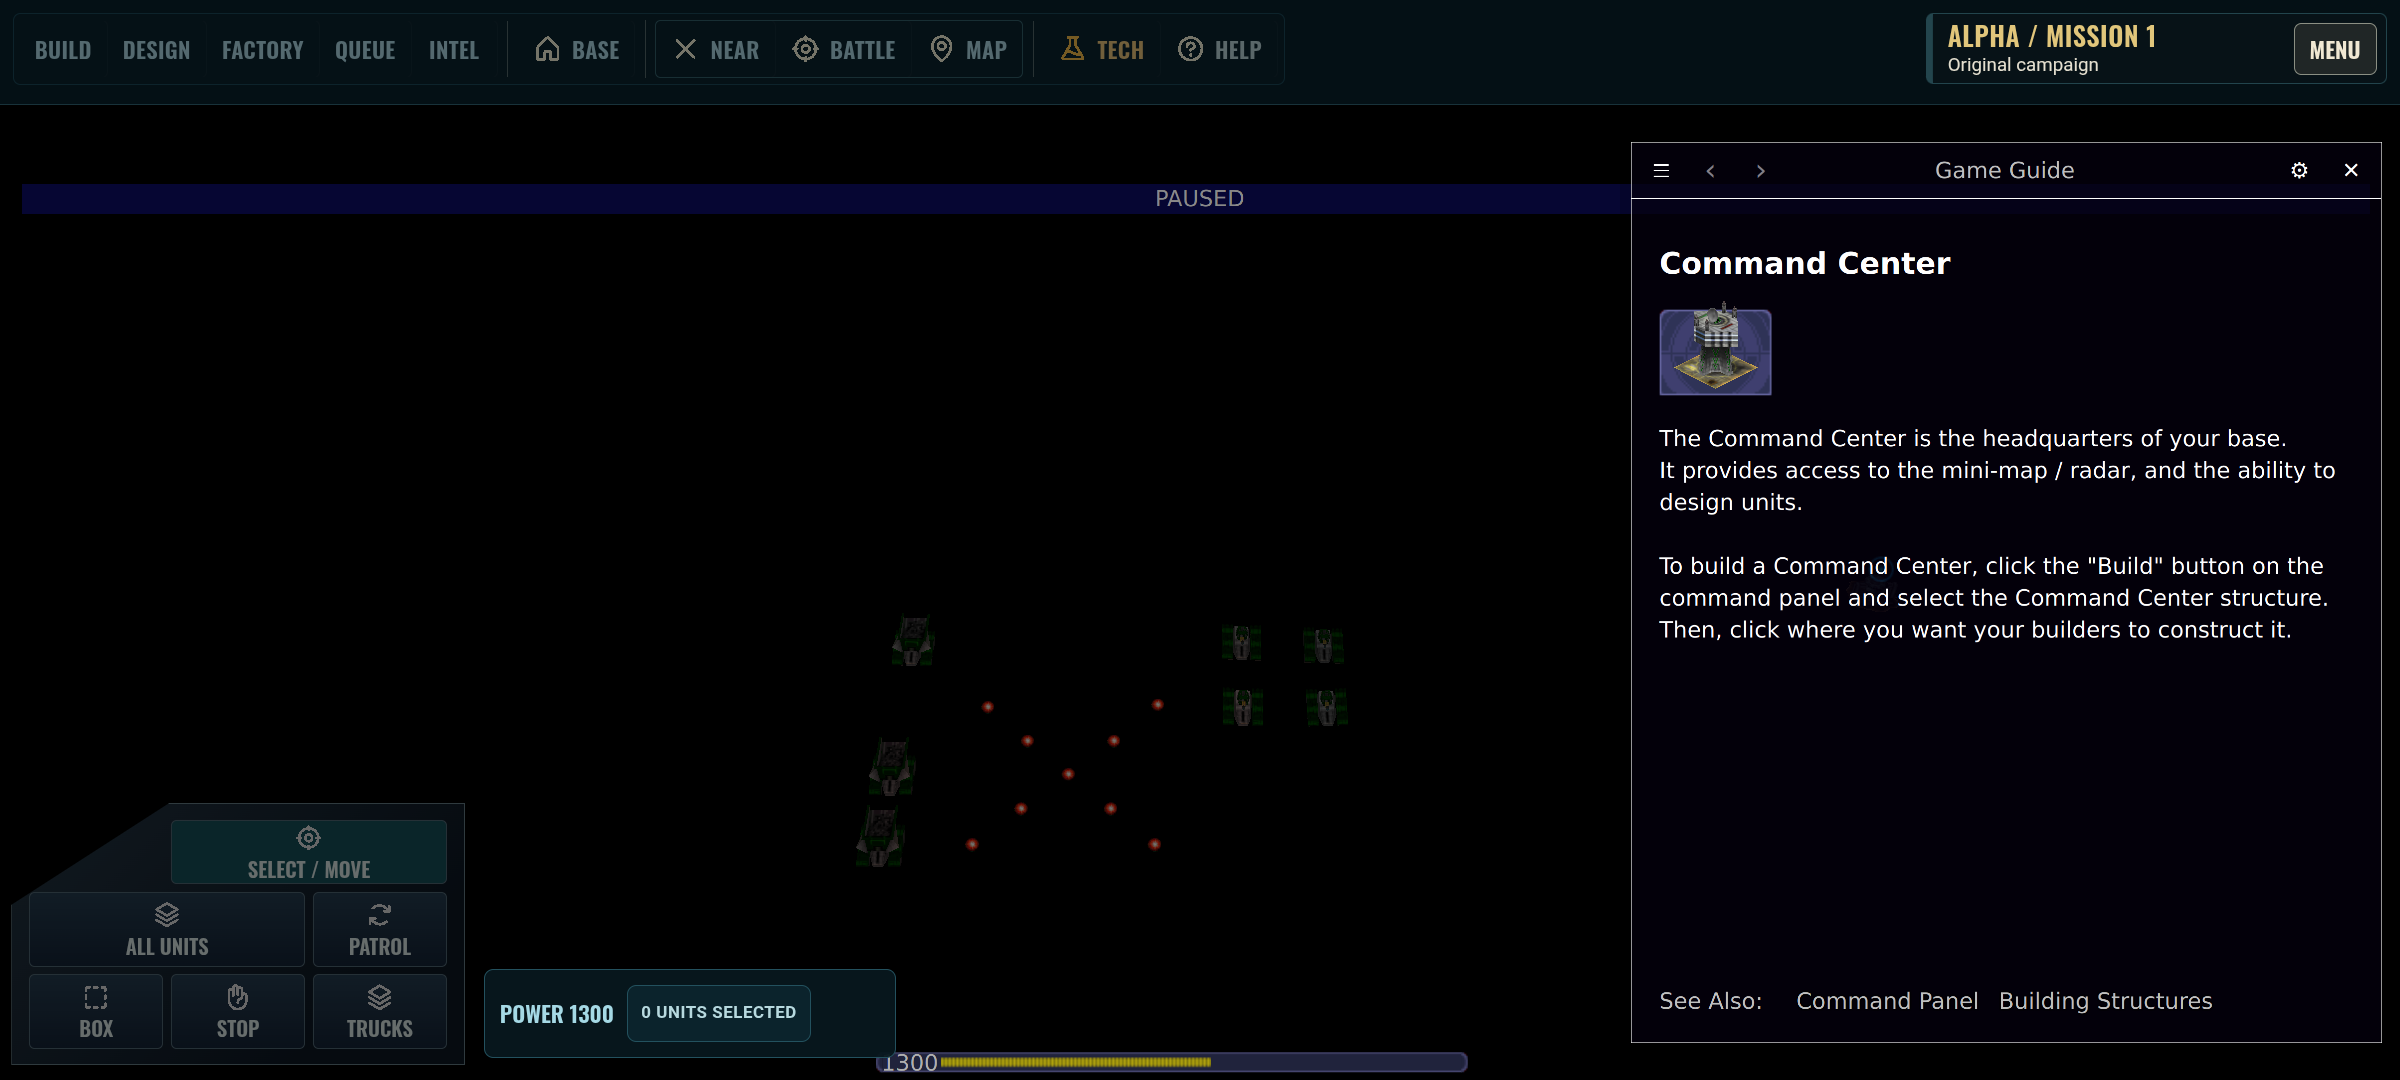 BUILD DESIGN FACTORY QUEUE INTEL BASE NEAR BATTLE MAP TECH HELP
ALPHA / MISSION 1
Original campaign
MENU
PAUSED
Game Guide
Command Center
The Command Center is the headquarters of your base.
It provides access to the mini-map / radar, and the ability to
design units.
To build a Command Center, click the "Build" button on the
command panel and select the Command Center structure.
Then, click where you want your builders to construct it.
See Also: Command Panel Building Structures
SELECT / MOVE
ALL UNITS PATROL
BOX STOP TRUCKS
POWER 1300 0 UNITS SELECTED
1300